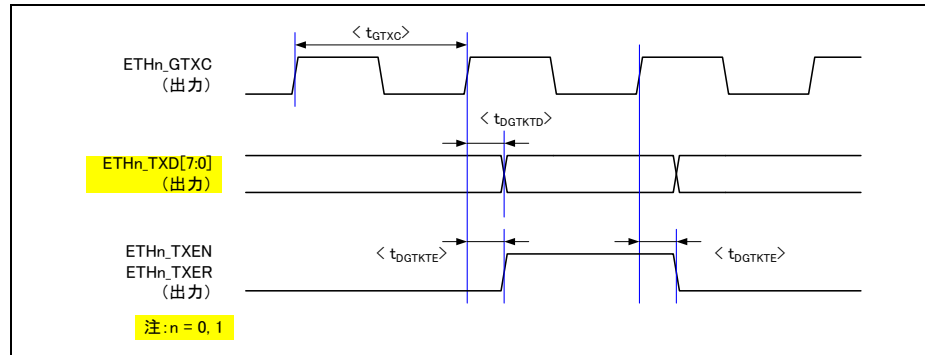 < tGTXC>
ETHn_GTXC
(出力)
< tDGTKTD>
ETHn_TXD[7:0]
(出力)
ETHn_TXEN
ETHn_TXER
(出力)
< tDGTKTE>
< tDGTKTE>
注:n = 0, 1